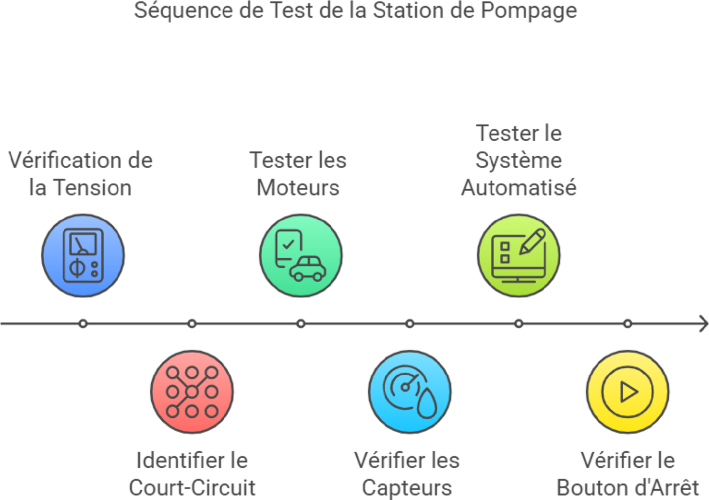 Séquence de Test de la Station de Pompage
Vérification de
la Tension
Identifier le
Court-Circuit
Tester les
Moteurs
Vérifier les
Capteurs
Tester le
Système
Automatisé
Vérifier le
Bouton d'Arrêt